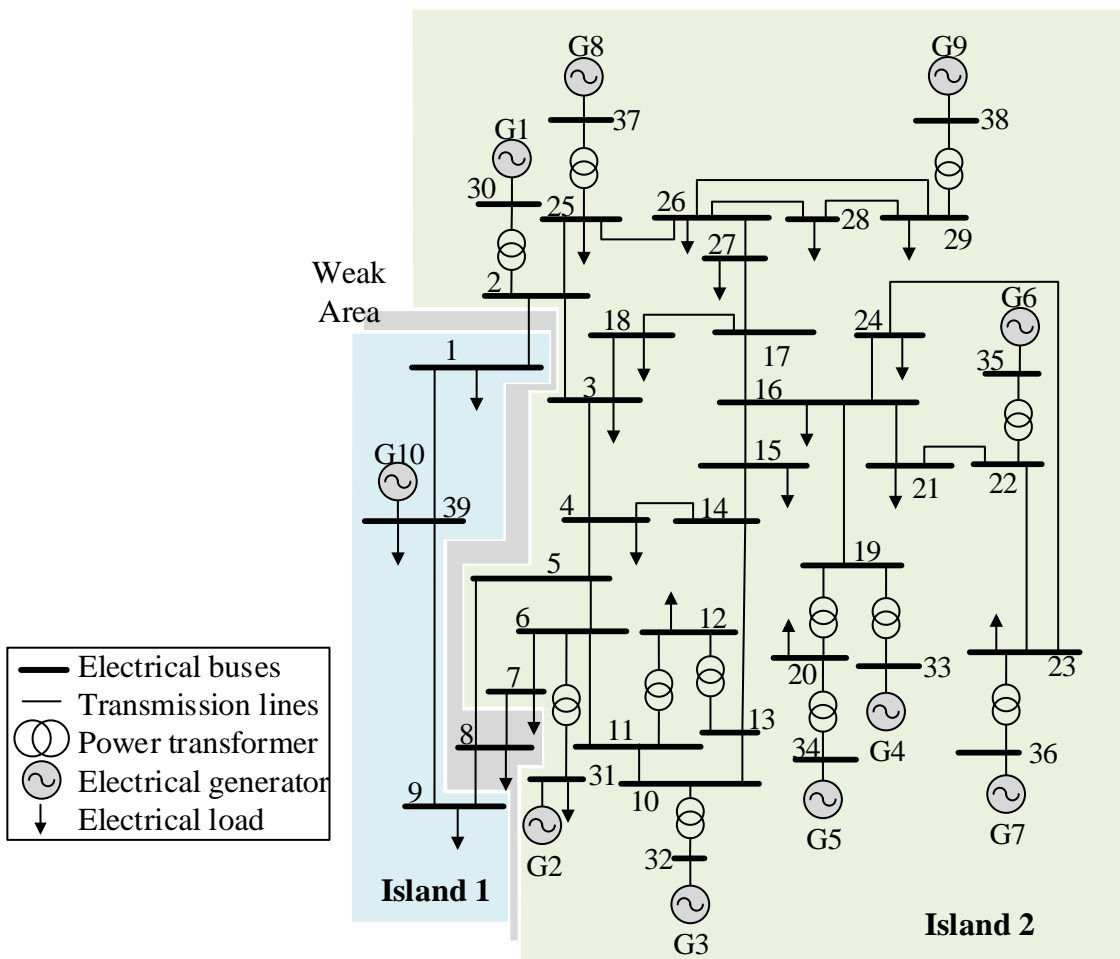 G8
G9
37
38
G1
30
25
26
28
29
27
G6
Weak
Area
2
18
24
35
1
17
3
16
G10
15
21
22
39
4
14
5
19
6
12
Electrical buses
7
20
33
23
Transmission lines
8
11
13
34
G4
36
Power transformer
31
10
Electrical generator
9
G5
G7
Electrical load
G2
32
Island 1
G3
Island 2